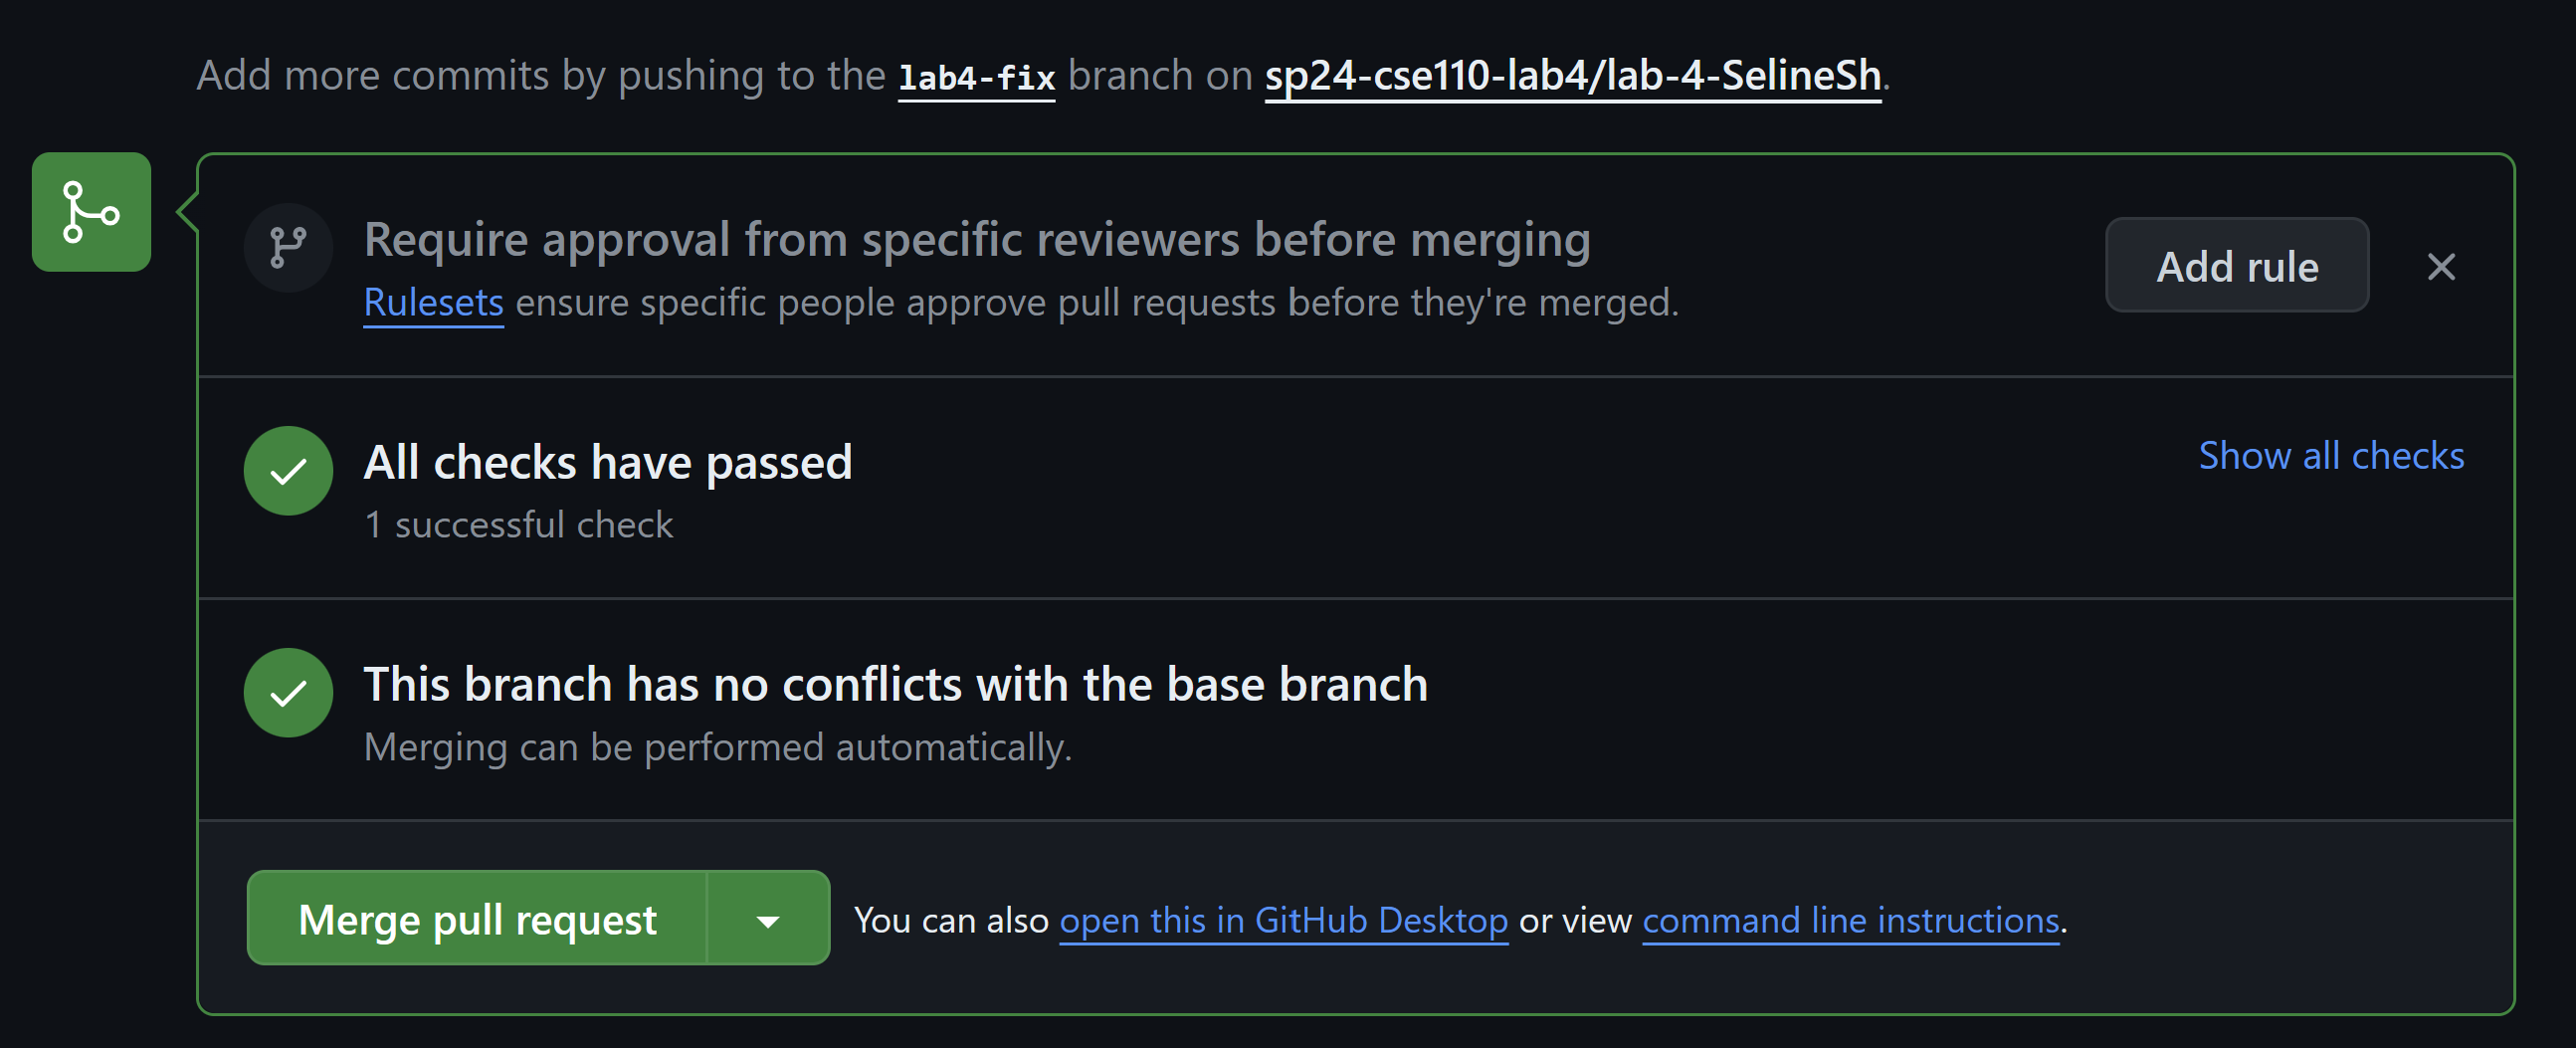 Add more commits by pushing to the lab4-fix branch on sp24-cse110-lab4/lab-4-SelineSh.
Require approval from specific reviewers before merging
Rulesets ensure specific people approve pull requests before they're merged.
Add rule
All checks have passed
Show all checks
1 successful check
This branch has no conflicts with the base branch
Merging can be performed automatically.
Merge pull request
You can also open this in GitHub Desktop or view command line instructions.